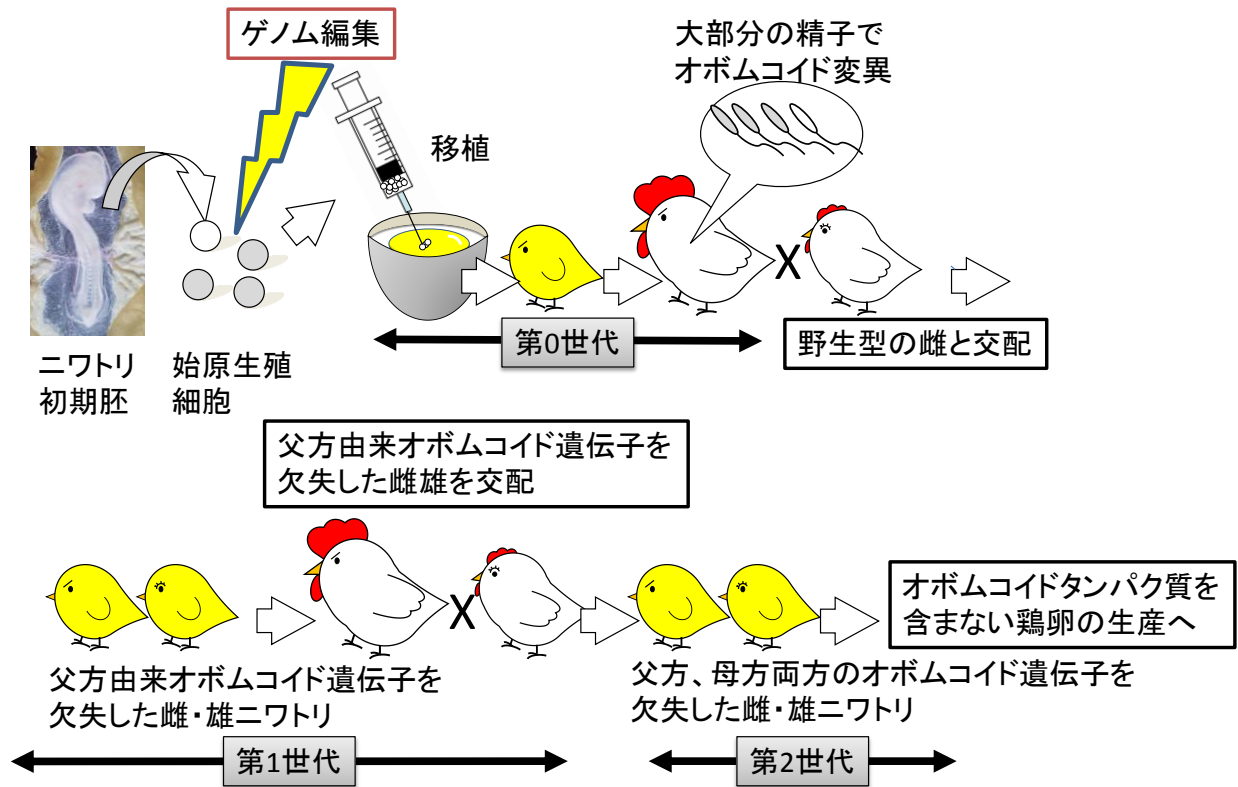 ゲノム編集
大部分の精子で
オボムコイド変異
移植
X
第0世代
野生型の雌と交配
ニワトリ
初期胚
始原生殖
細胞
父方由来オボムコイド遺伝子を
欠失した雌雄を交配
X
オボムコイドタンパク質を
含まない鶏卵の生産へ
父方由来オボムコイド遺伝子を
欠失した雌・雄ニワトリ
父方、母方両方のオボムコイド遺伝子を
欠失した雌・雄ニワトリ
第1世代
第2世代